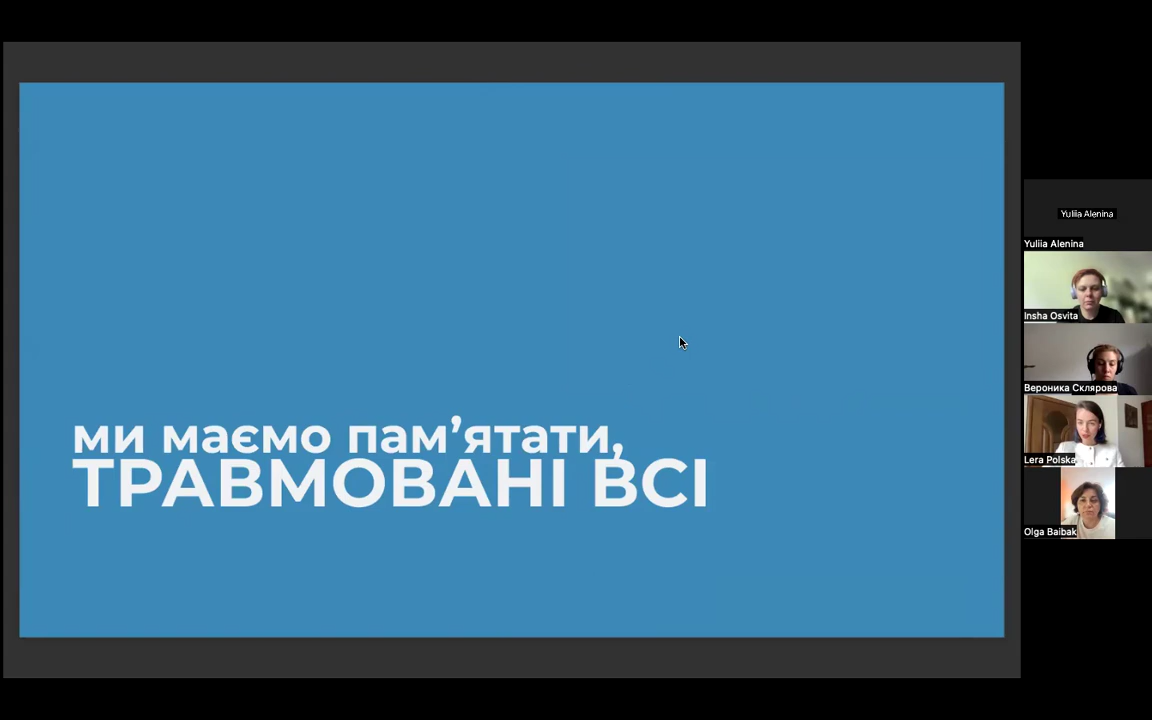 ми маємо пам’ятати,
ТРАВМОВАНІ ВСІ
Yuliia Alenina
Yuliia Alenina
Insha Osvita
Вероника Склярова
Lera Polska
Olga Baibak